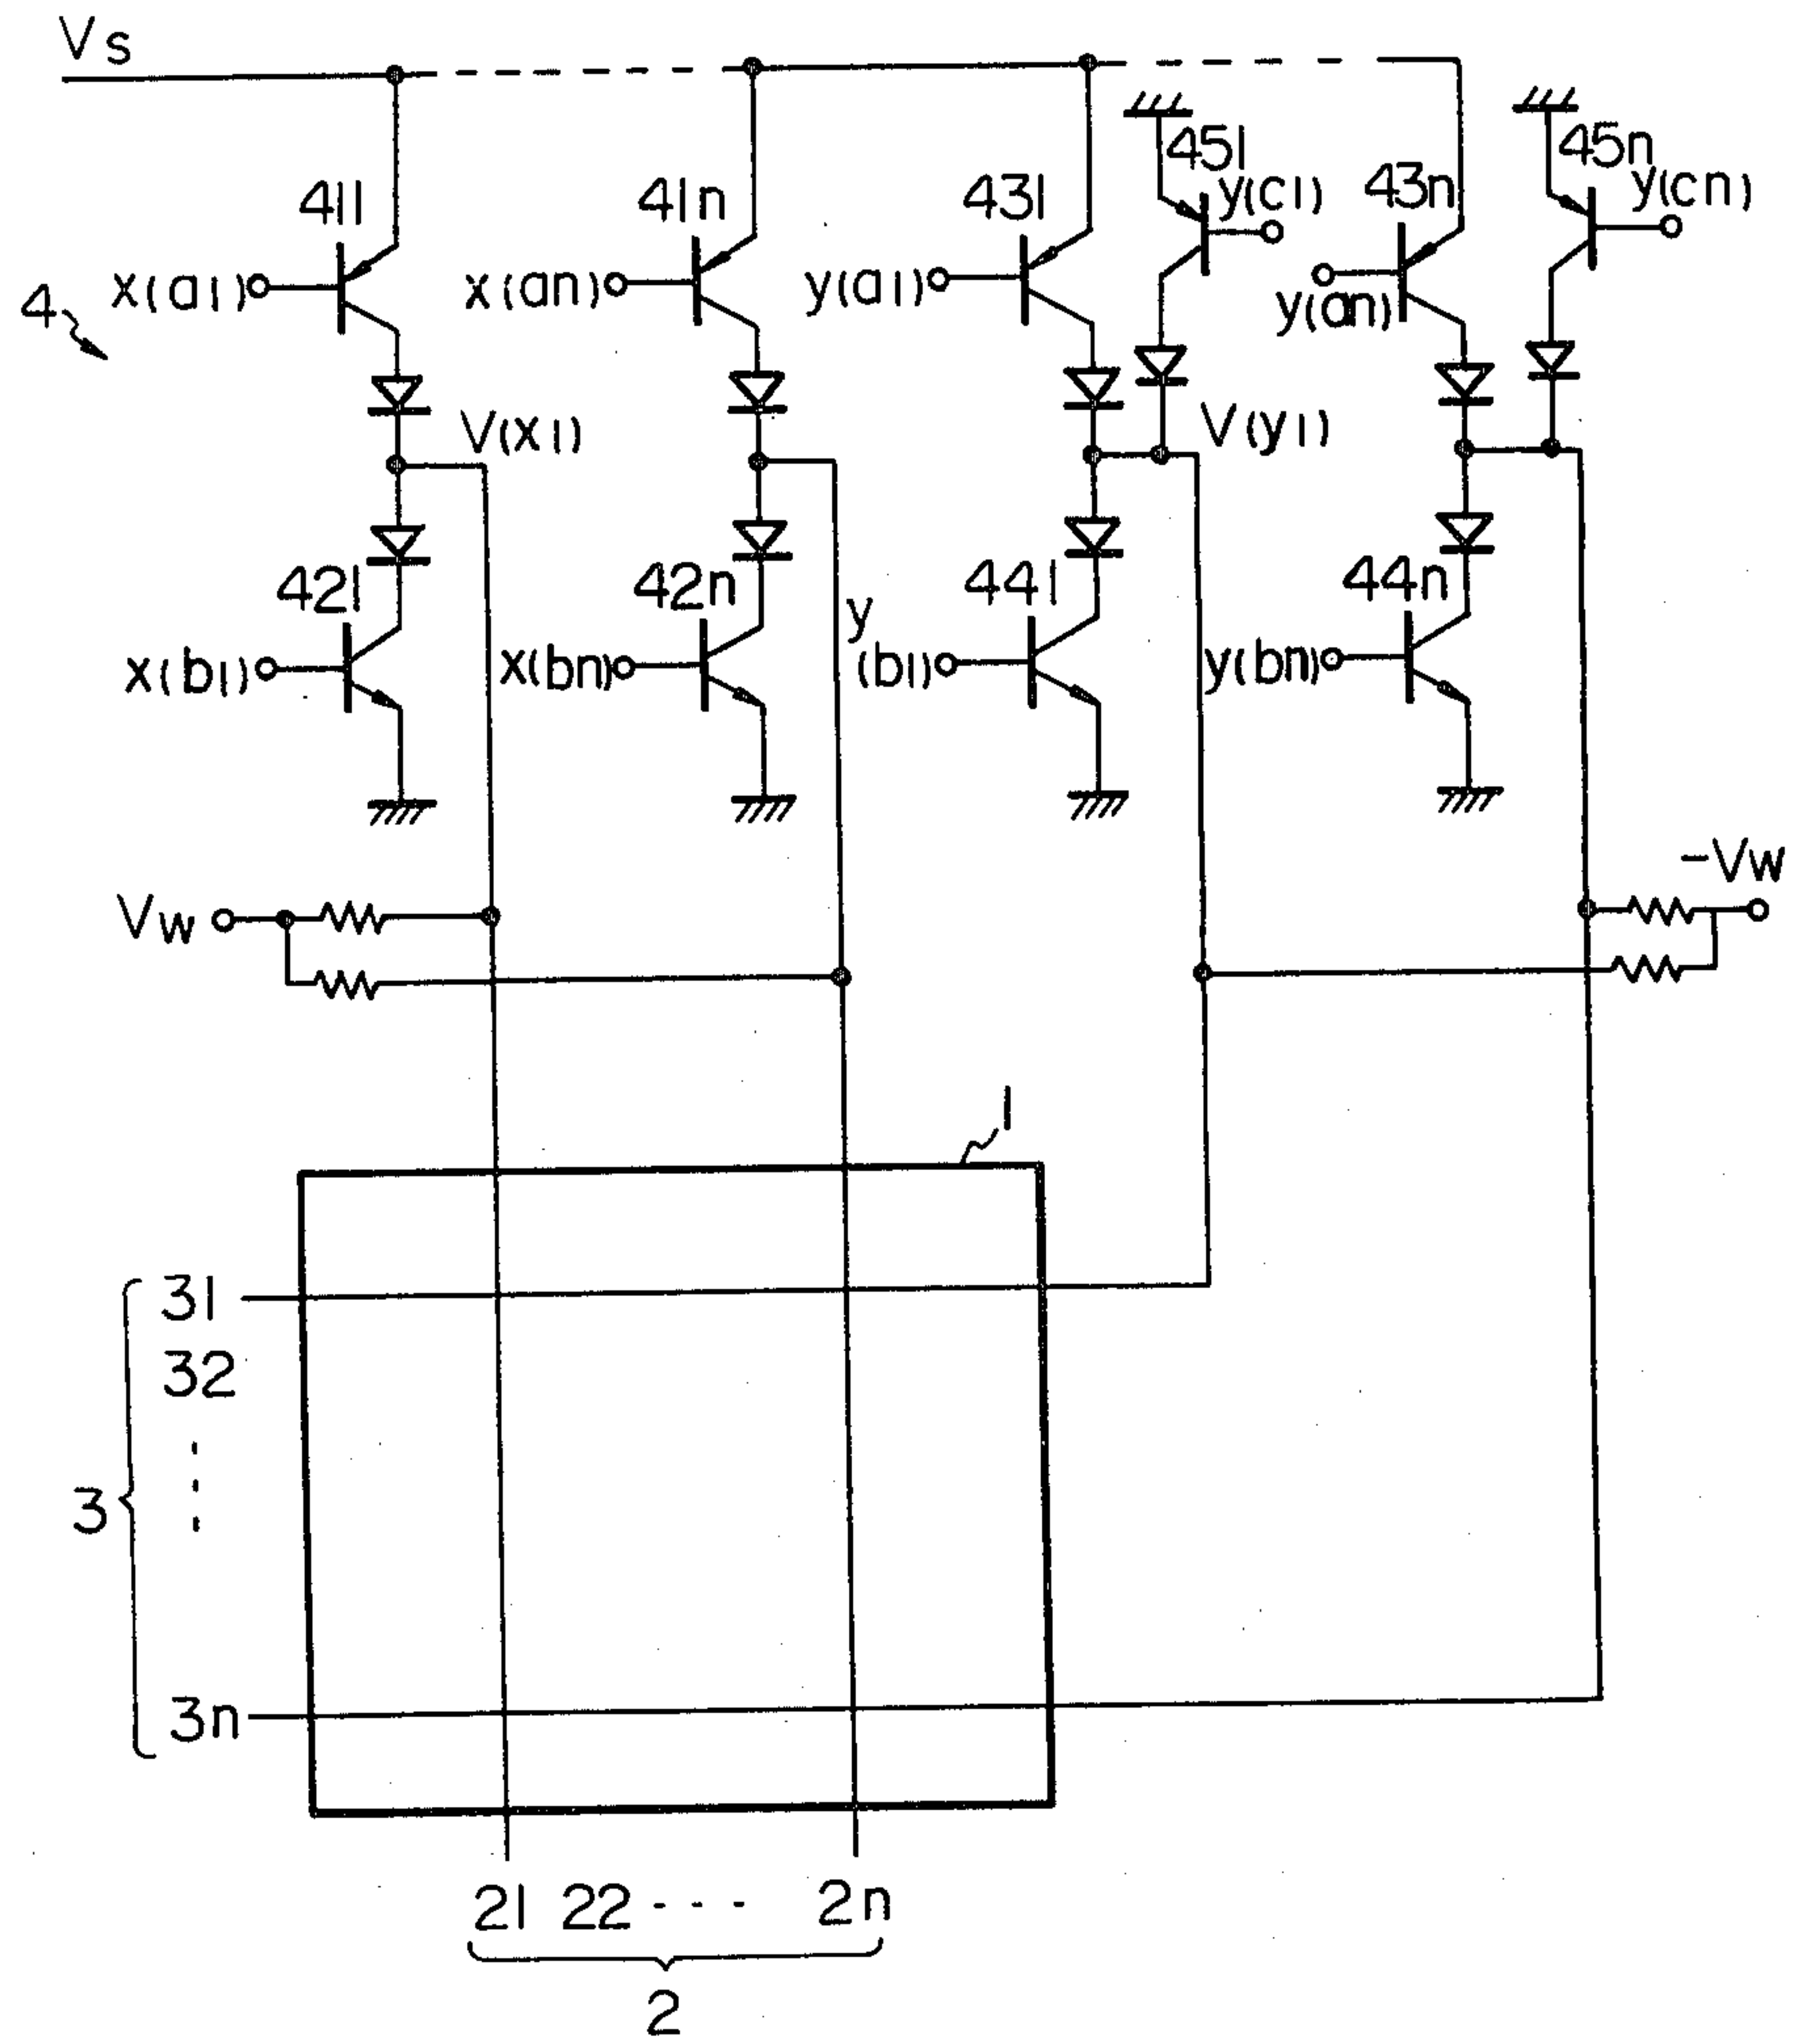 Vs
411
41n
431
451
43n
45n
y(c1)
y(cn)
4
x(a1)
x(an)
y(a1)
y(an)
V(x1)
V(y1)
421
42n
441
44n
x(b1)
x(bn)
y
(b1)
y(bn)
Vw
-Vw
1
31
32
3
3n
21 22 --- 2n
2